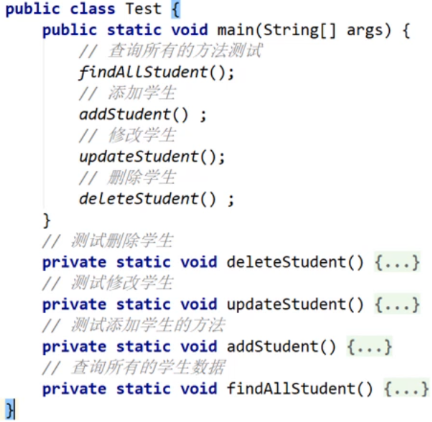 public class Test {
public static void main(String[] args) {
// 查询所有的方法测试
findAllStudent();
// 添加学生
addStudent() ;
// 修改学生
updateStudent();
// 删除学生
deleteStudent() ;
}
// 测试删除学生
private static void deleteStudent() {...}
// 测试修改学生
private static void updateStudent() {...}
// 测试添加学生的方法
private static void addStudent() {...}
// 查询所有的学生数据
private static void findAllStudent() {...}
}